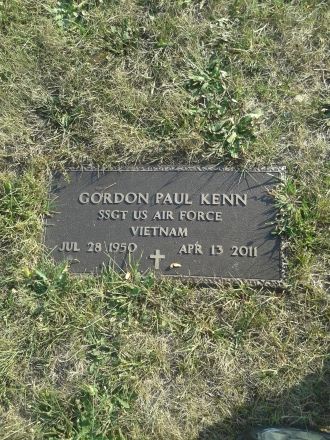 GORDON PAUL KENN
SSGT US AIR FORCE
VIETNAM
JUL 28 1950 APR 13 2011